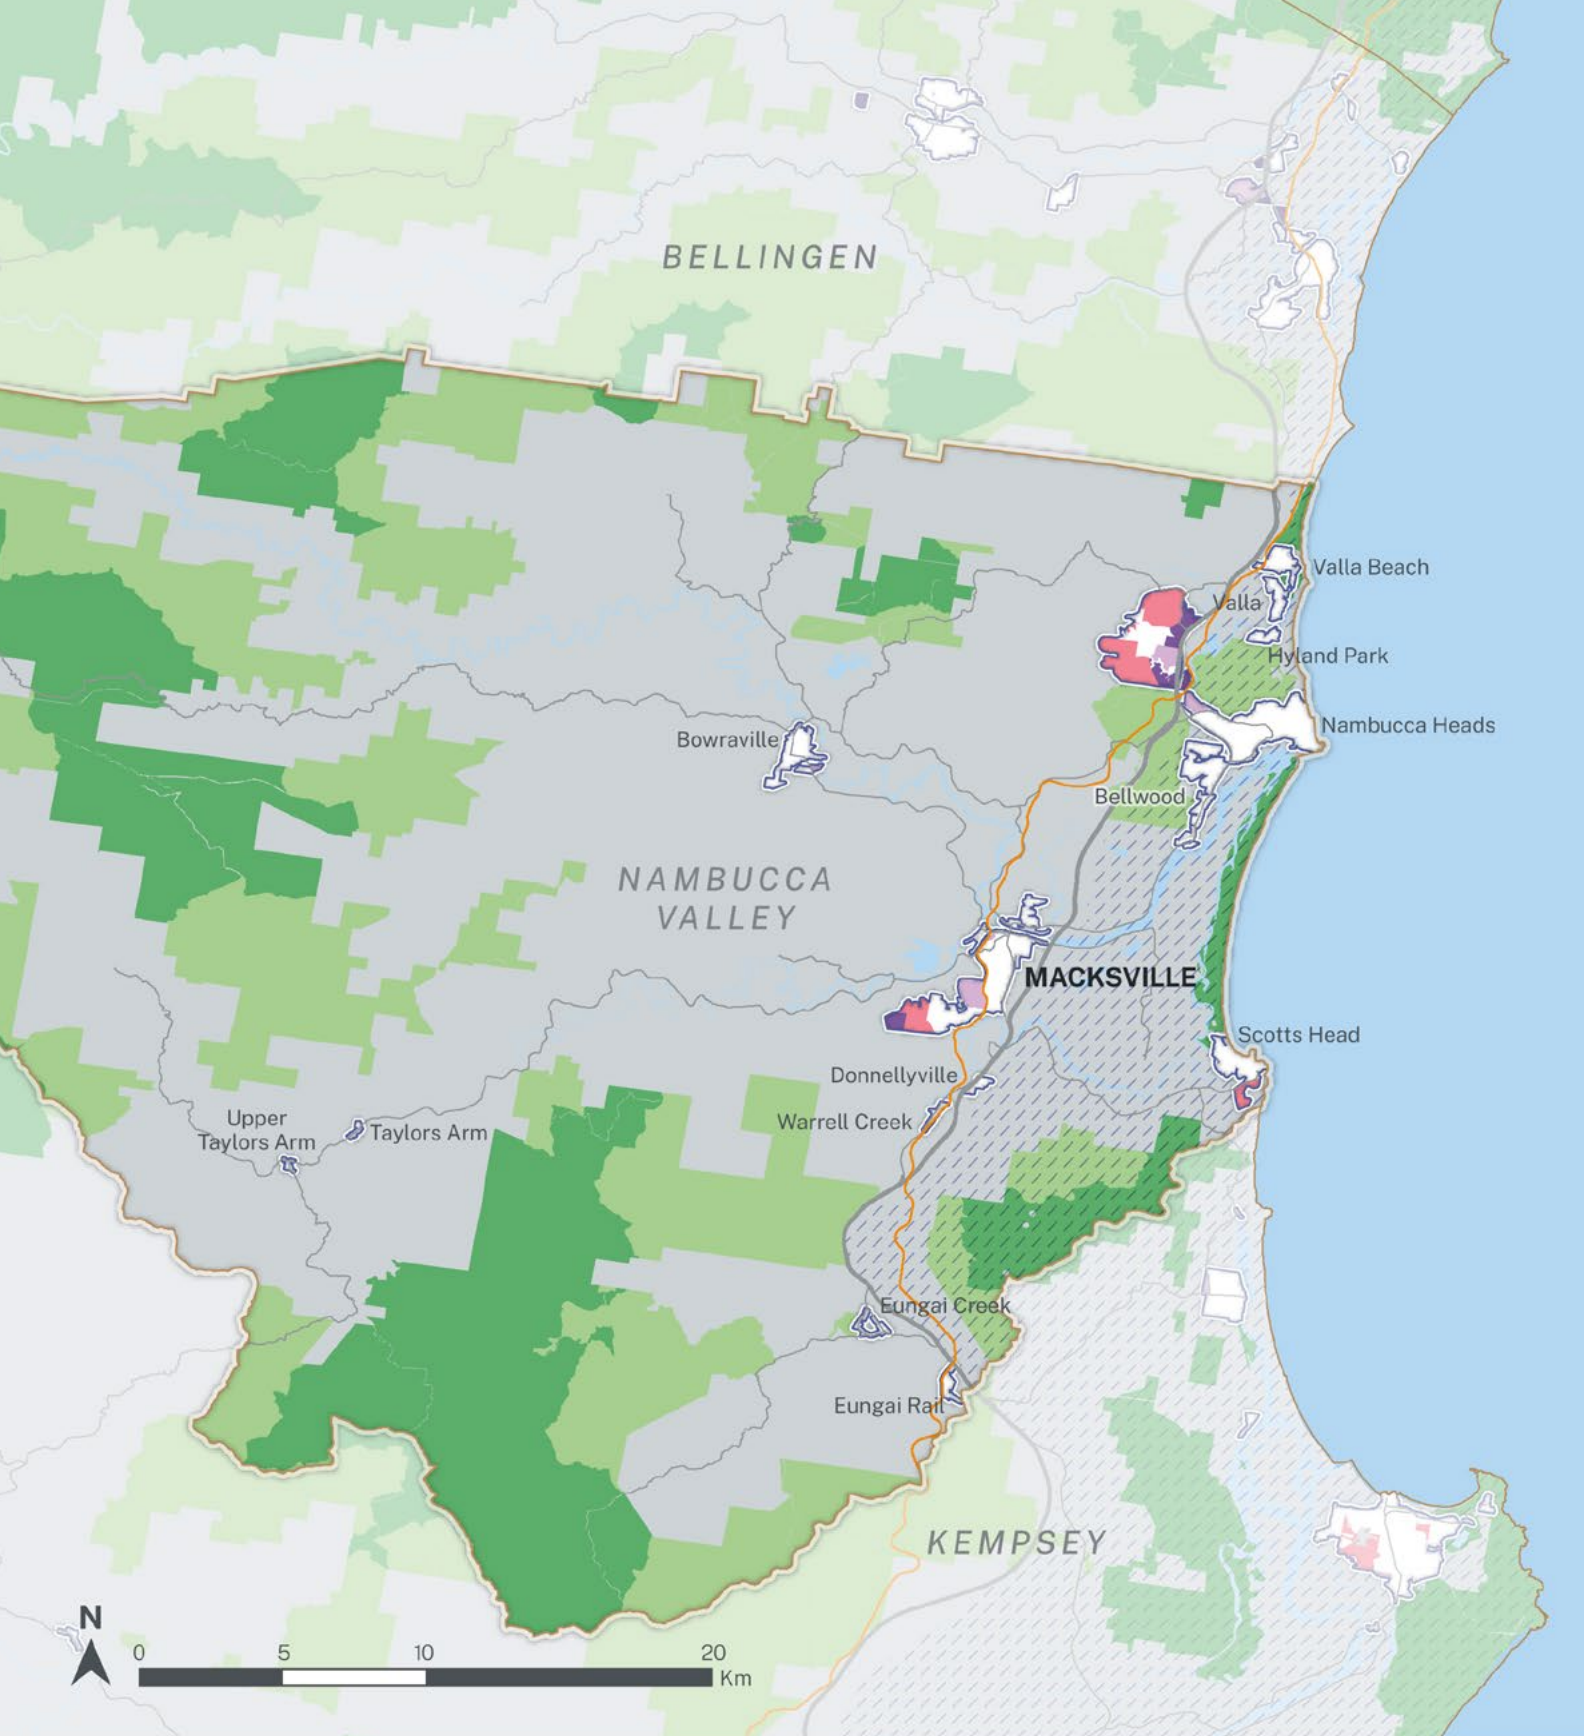 BELLINGEN
Valla Beach
Valla
Hyland Park
Nambucca Heads
Bowraville
Bellwood
NAMBUCCA
VALLEY
MACKSVILLE
Scotts Head
Donnellyville
Warrell Creek
Upper
Taylors Arm
Taylors Arm
Eungai Creek
Eungai Rail
KEMPSEY
N
0 5 10 20
Km